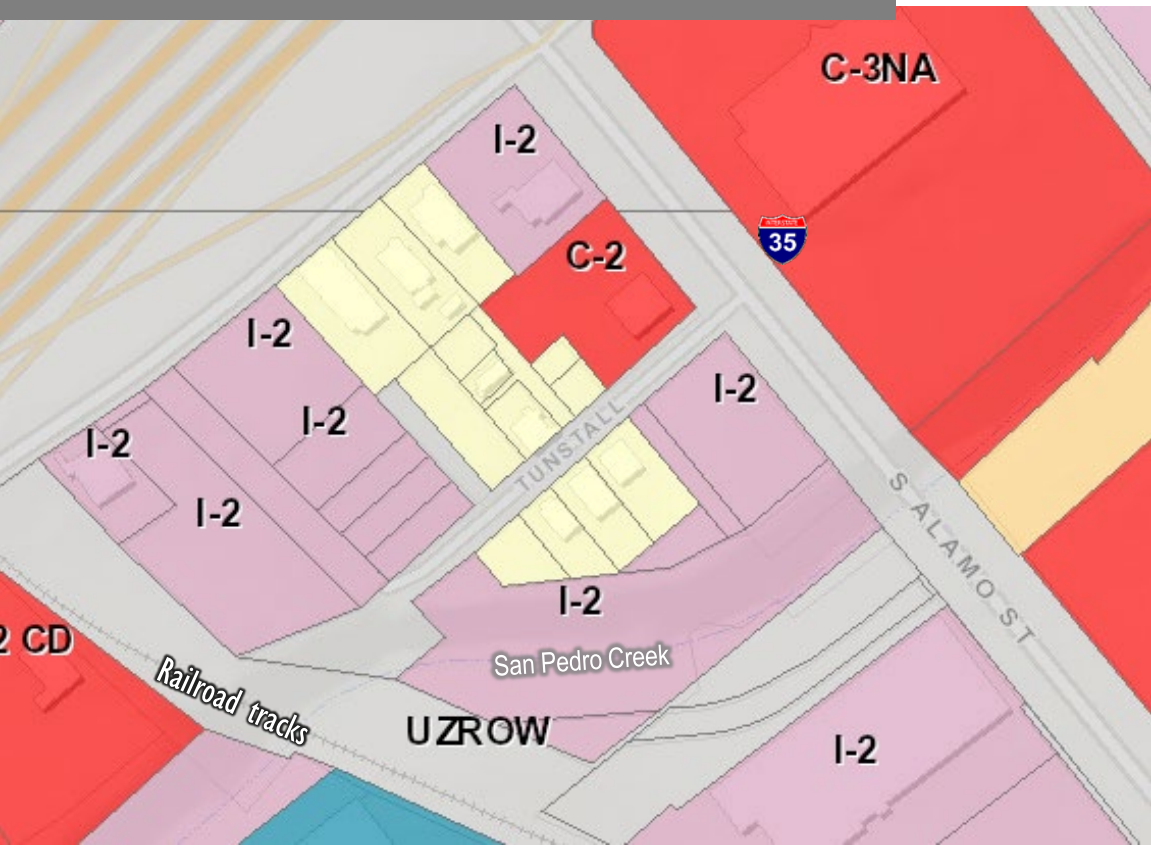 C-3NA
I-2
INTERSTATE
35
C-2
I-2
I-2
I-2
I-2
I-2
TUNSTALL
S ALAMO ST
I-2
2 CD
San Pedro Creek
Railroad tracks
UZROW
I-2